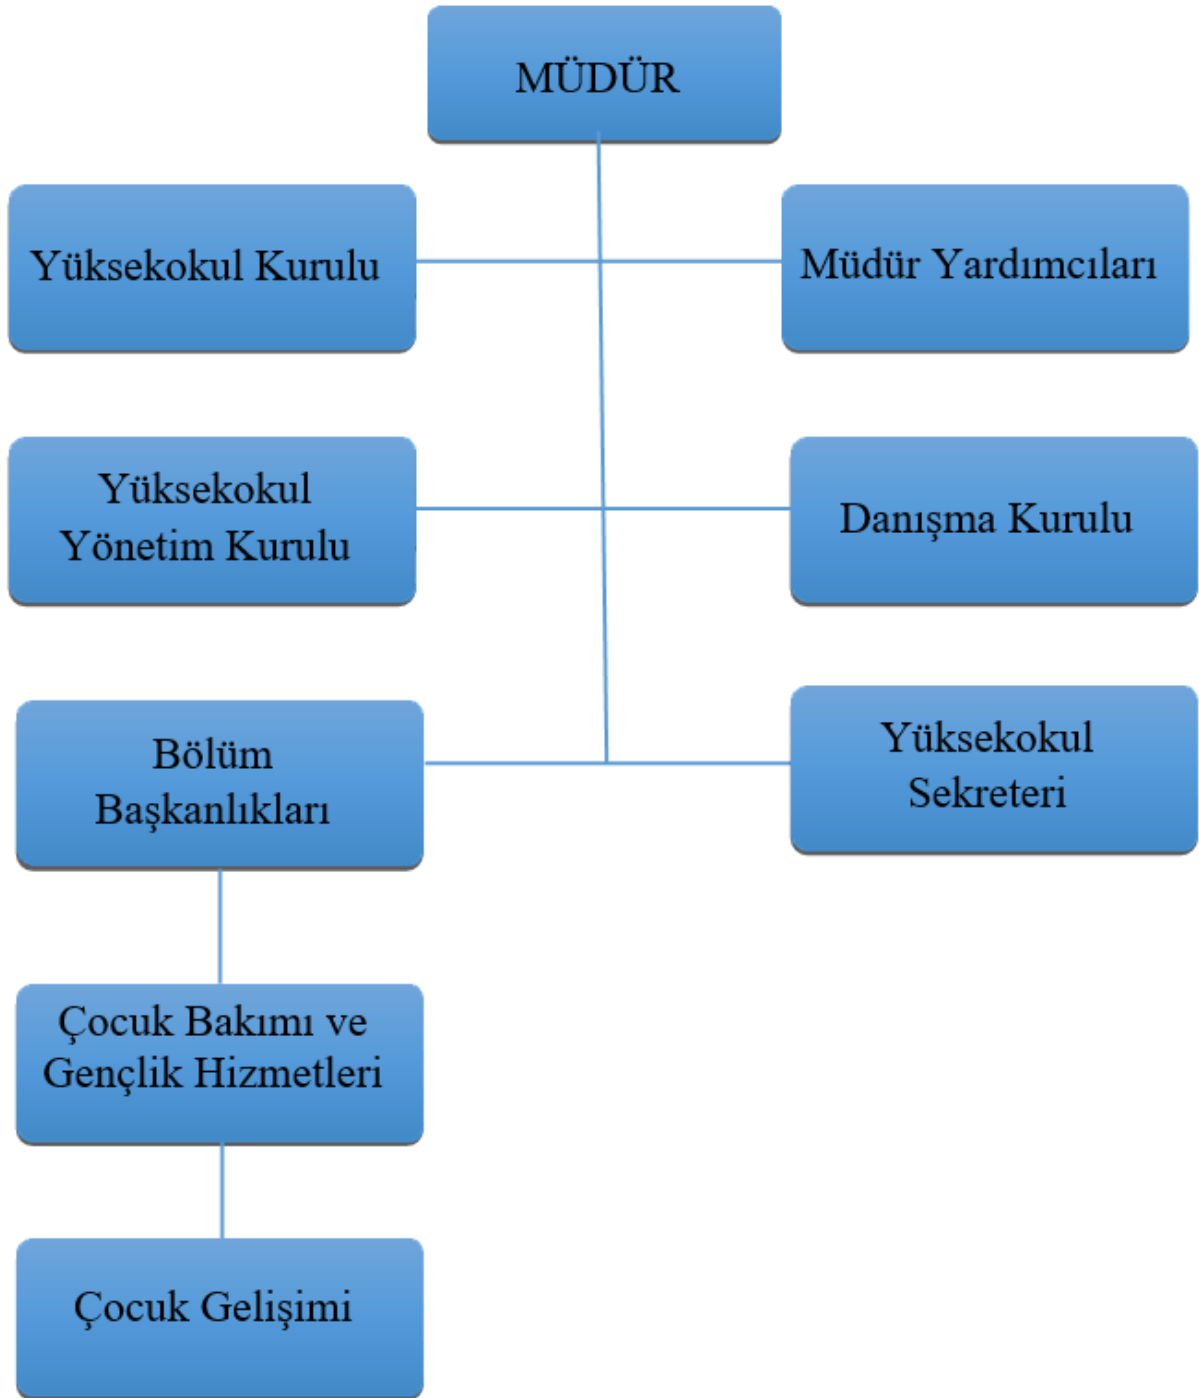 MÜDÜR
Yüksekokul Kurulu
Müdür Yardımcıları
Yüksekokul
Yönetim Kurulu
Danışma Kurulu
Bölüm
Başkanlıkları
Yüksekokul
Sekreteri
Çocuk Bakımı ve
Gençlik Hizmetleri
Çocuk Gelişimi